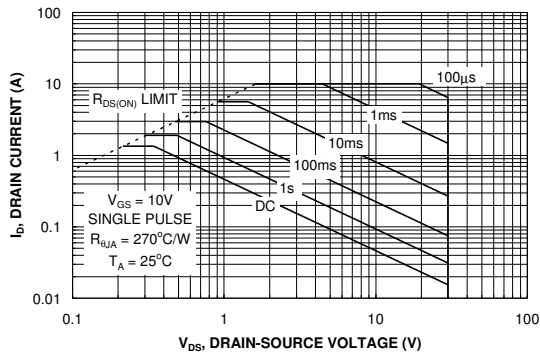 100
10
1
0.1
0.01
0.1
1
10
100
I_D, DRAIN CURRENT (A)
V_DS, DRAIN-SOURCE VOLTAGE (V)
R_DS(ON) LIMIT
100µs
1ms
10ms
100ms
1s
DC
V_GS = 10V
SINGLE PULSE
R_θJA = 270°C/W
T_A = 25°C